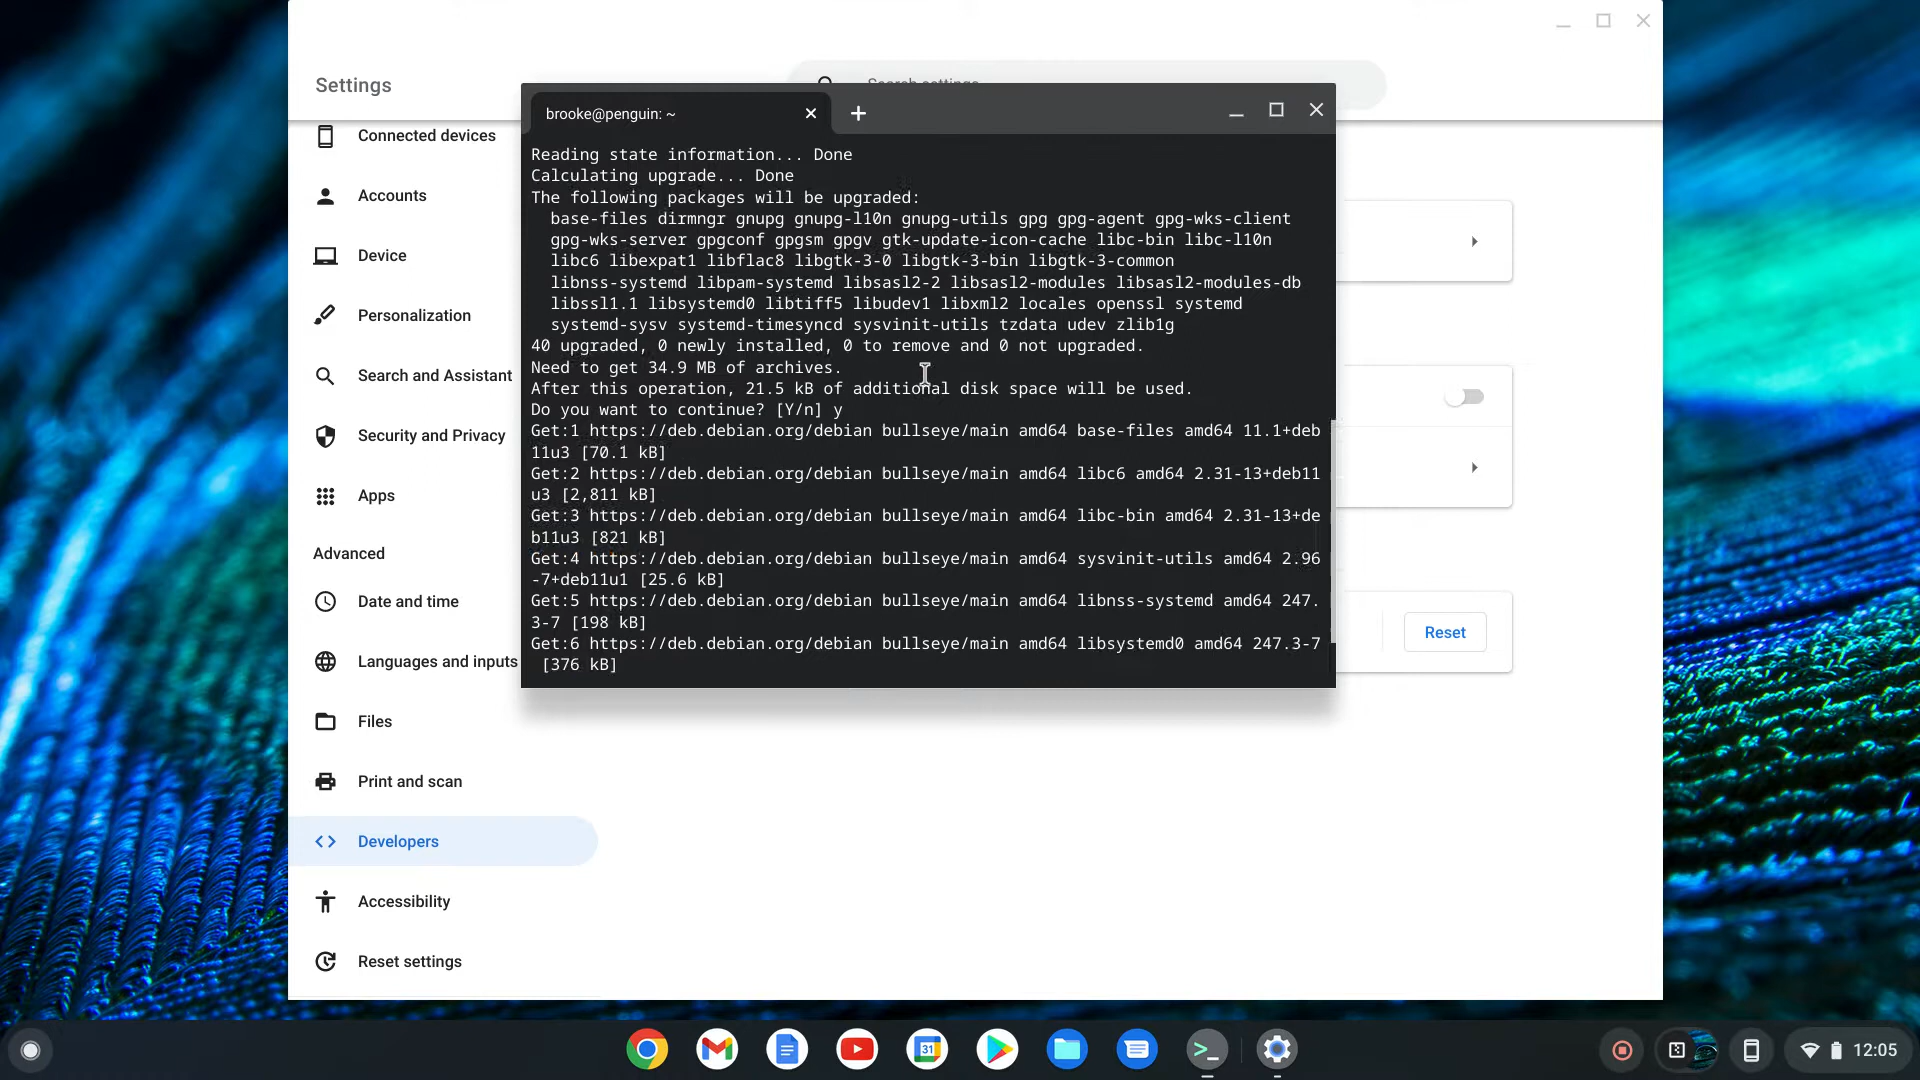 Settings
Search settings
brooke@penguin: ~
Connected devices
Accounts
Device
Personalization
Search and Assistant
Security and Privacy
Apps
Advanced
Date and time
Languages and inputs
Files
Print and scan
Developers
Accessibility
Reset settings
Reading state information... Done
Calculating upgrade... Done
The following packages will be upgraded:
base-files dirmngr gnupg gnupg-l10n gnupg-utils gpg gpg-agent gpg-wks-client
gpg-wks-server gpgconf gpgsm gpgv gtk-update-icon-cache libc-bin libc-l10n
libc6 libexpat1 libflac8 libgtk-3-0 libgtk-3-bin libgtk-3-common
libnss-systemd libpam-systemd libsasl2-2 libsasl2-modules libsasl2-modules-db
libssl1.1 libsystemd0 libtiff5 libudev1 libxml2 locales openssl systemd
systemd-sysv systemd-timesyncd sysvinit-utils tzdata udev zlib1g
40 upgraded, 0 newly installed, 0 to remove and 0 not upgraded.
Need to get 34.9 MB of archives.
After this operation, 21.5 kB of additional disk space will be used.
Do you want to continue? [Y/n] y
Get:1 https://deb.debian.org/debian bullseye/main amd64 base-files amd64 11.1+deb
11u3 [70.1 kB]
Get:2 https://deb.debian.org/debian bullseye/main amd64 libc6 amd64 2.31-13+deb11
u3 [2,811 kB]
Get:3 https://deb.debian.org/debian bullseye/main amd64 libc-bin amd64 2.31-13+de
b11u3 [821 kB]
Get:4 https://deb.debian.org/debian bullseye/main amd64 sysvinit-utils amd64 2.96
-7+deb11u1 [25.6 kB]
Get:5 https://deb.debian.org/debian bullseye/main amd64 libnss-systemd amd64 247.
3-7 [198 kB]
Get:6 https://deb.debian.org/debian bullseye/main amd64 libsystemd0 amd64 247.3-7
[376 kB]
Reset
31
12:05